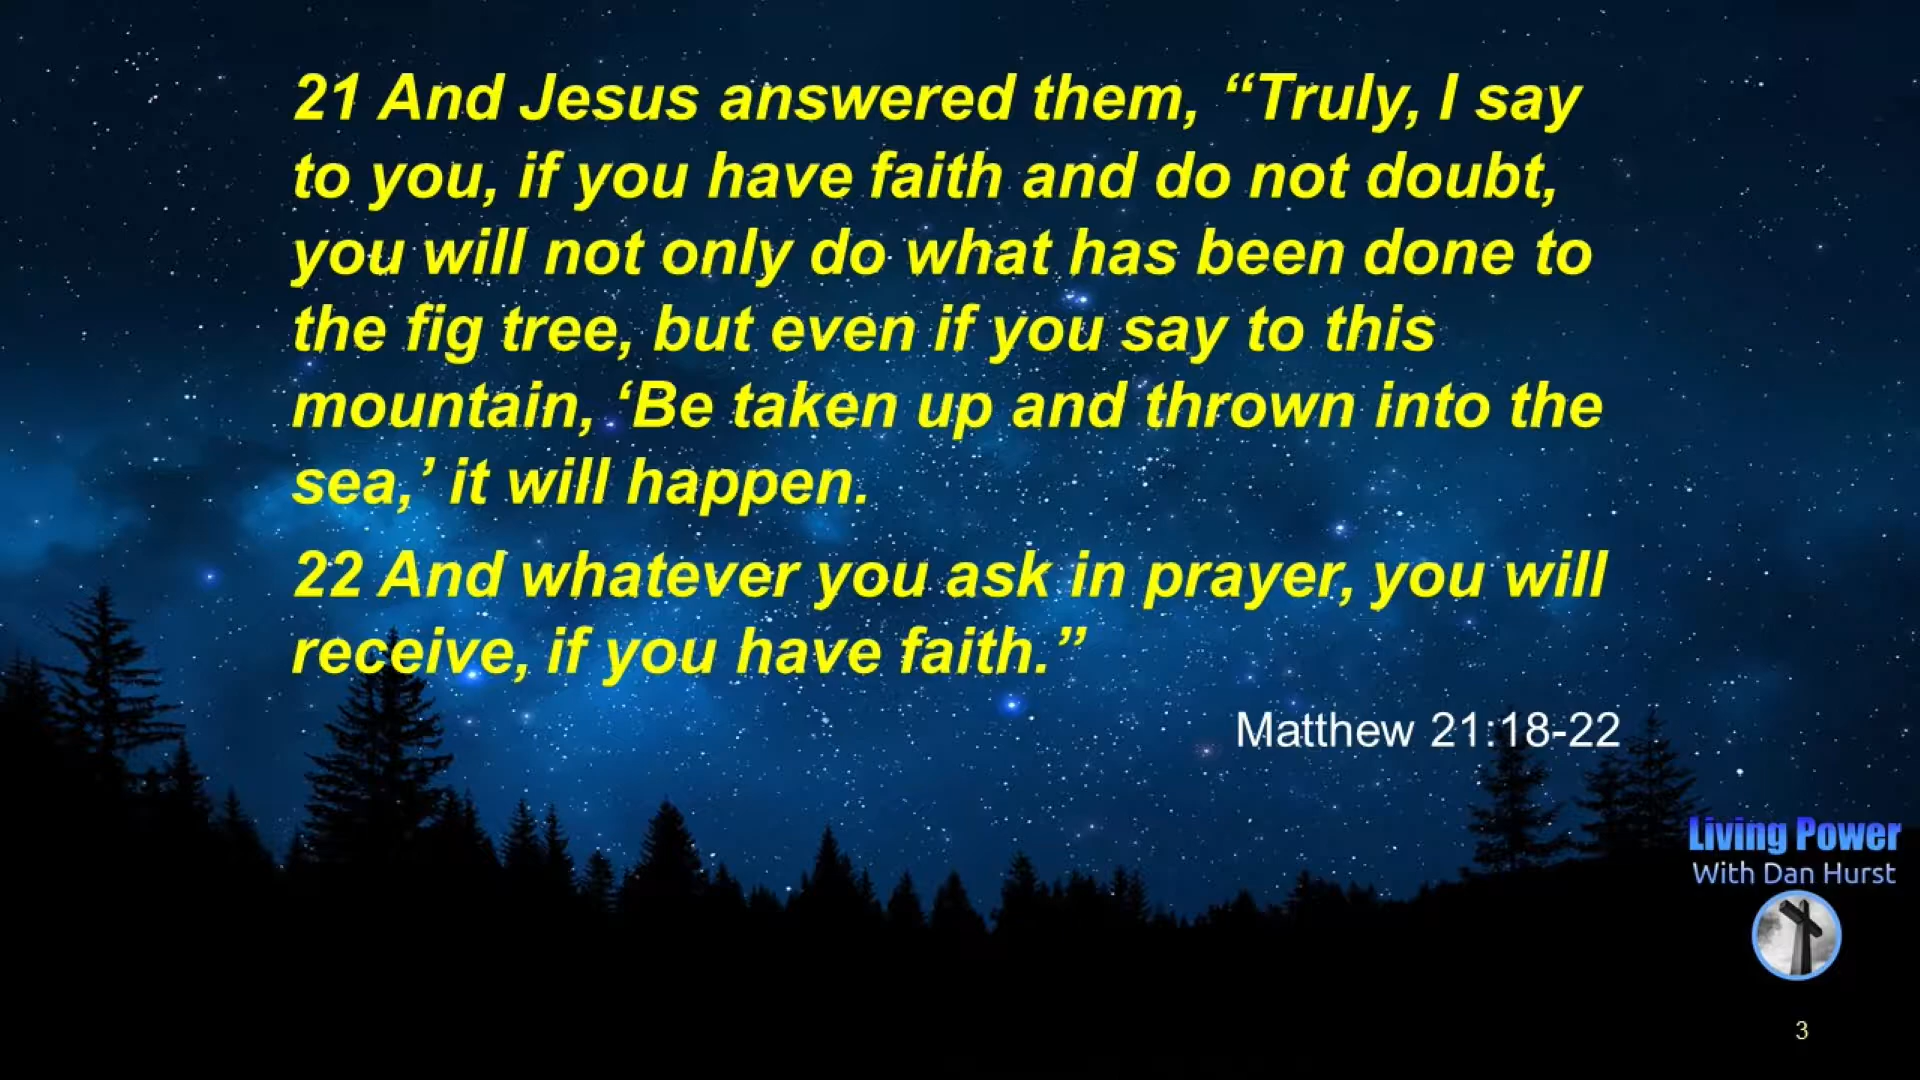 21 And Jesus answered them, “Truly, I say
to you, if you have faith and do not doubt,
you will not only do what has been done to
the fig tree, but even if you say to this
mountain, ‘Be taken up and thrown into the
sea,’ it will happen.
22 And whatever you ask in prayer, you will
receive, if you have faith.”
Matthew 21:18-22
Living Power
With Dan Hurst
3